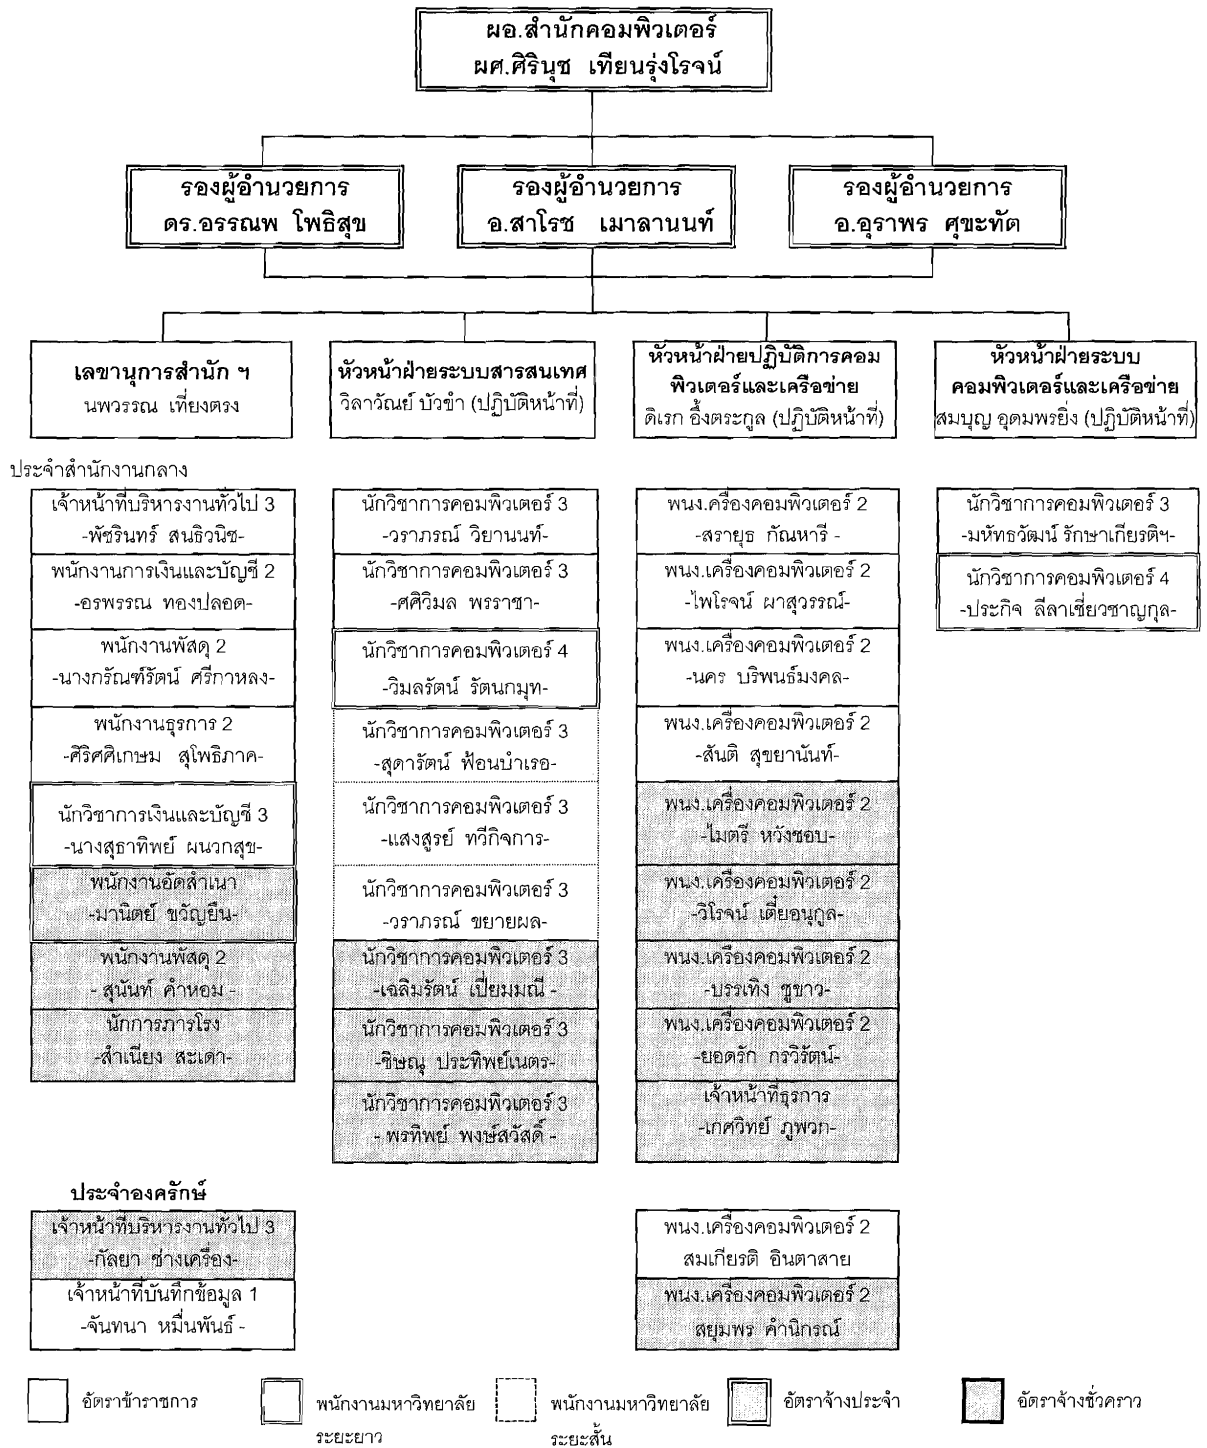 ผอ.สำนักคอมพิวเตอร์
ผศ.ศิรินุช เทียนรุ่งโรจน์
รองผู้อำนวยการ
ดร.อรรณพ โพธิสุข
รองผู้อำนวยการ
อ.สาโรช เมาลานนท์
รองผู้อำนวยการ
อ.อุราพร ศุขะทัต
เลขานุการสำนัก ฯ
นพวรรณ เที่ยงตรง
หัวหน้าฝ่ายระบบสารสนเทศ
วิลาวัณย์ บัวขำ (ปฏิบัติหน้าที่)
หัวหน้าฝ่ายปฏิบัติการคอม
พิวเตอร์และเครือข่าย
ดิเรก อึ้งตระกูล (ปฏิบัติหน้าที่)
หัวหน้าฝ่ายระบบ
คอมพิวเตอร์และเครือข่าย
สมบุญ อุดมพรยิ่ง (ปฏิบัติหน้าที่)
ประจำสำนักงานกลาง
เจ้าหน้าที่บริหารงานทั่วไป 3
-พัชรินทร์ สนธิวนิช-
พนักงานการเงินและบัญชี 2
-อรพรรณ ทองปลอด-
พนักงานพัสดุ 2
-นางกรัณฑ์รัตน์ ศรีกาหลง-
พนักงานธุรการ 2
-ศิริศศิเกษม สุโพธิภาค-
นักวิชาการเงินและบัญชี 3
-นางสุธาทิพย์ ผนวกสุข-
พนักงานอัดสำเนา
-มานิตย์ ขวัญยืน-
พนักงานพัสดุ 2
- สุนันท์ คำหอม -
นักการภารโรง
-สำเนียง สะเดา-
นักวิชาการคอมพิวเตอร์ 3
-วราภรณ์ วิยานนท์-
นักวิชาการคอมพิวเตอร์ 3
-ศศิวิมล พรราชา-
นักวิชาการคอมพิวเตอร์ 4
-วิมลรัตน์ รัตนกมุท-
นักวิชาการคอมพิวเตอร์ 3
-สุดารัตน์ ฟ้อนบำเรอ-
นักวิชาการคอมพิวเตอร์ 3
-แสงสูรย์ ทวีกิจการ-
นักวิชาการคอมพิวเตอร์ 3
-วราภรณ์ ขยายผล-
นักวิชาการคอมพิวเตอร์ 3
-เฉลิมรัตน์ เปี่ยมมณี -
นักวิชาการคอมพิวเตอร์ 3
-ชิษณุ ประทิพย์เนตร-
นักวิชาการคอมพิวเตอร์ 3
- พรทิพย์ พงษ์สวัสดิ์ -
พนง.ครื่องคอมพิวเตอร์ 2
-สรายุธ กัณหารี -
พนง.เครื่องคอมพิวเตอร์ 2
-ไพโรจน์ ผาสุวรรณ์-
พนง.เครื่องคอมพิวเตอร์ 2
-นคร บริพนธ์มงคล-
พนง.เครื่องคอมพิวเตอร์ 2
-สันติ สุขยานันท์-
พนง.เครื่องคอมพิวเตอร์ 2
-ไมตรี หวังชอบ-
พนง.เครื่องคอมพิวเตอร์ 2
-วิโรจน์ เตี๋ยอนุกูล-
พนง.เครื่องคอมพิวเตอร์ 2
-บรรเทิง ชูขาว-
พนง.เครื่องคอมพิวเตอร์ 2
-ยอดรัก กรวิรัตน์-
เจ้าหน้าที่ธุรการ
-เกศวิทย์ ภูพวก-
นักวิชาการคอมพิวเตอร์ 3
-มหัทธวัฒน์ รักษาเกียรติฯ-
นักวิชาการคอมพิวเตอร์ 4
-ประกิจ ลีลาเชี่ยวชาญกุล-
ประจำองครักษ์
เจ้าหน้าที่บริหารงานทั่วไป 3
-กัลยา ช่างเครื่อง-
เจ้าหน้าที่บันทึกข้อมูล 1
-จันทนา หมื่นพันธ์ -
พนง.เครื่องคอมพิวเตอร์ 2
สมเกียรติ อินตาสาย
พนง.เครื่องคอมพิวเตอร์ 2
สยุมพร คำนิกรณ์
อัตราข้าราชการ
พนักงานมหาวิทยาลัย
ระยะยาว
พนักงานมหาวิทยาลัย
ระยะสั้น
อัตราจ้างประจำ
อัตราจ้างชั่วคราว